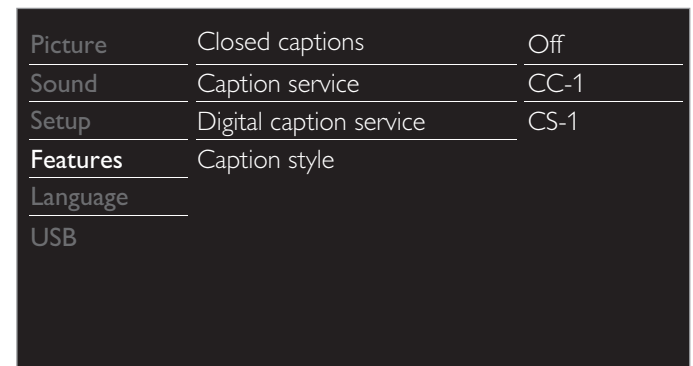 Picture Closed captions Off
Sound Caption service CC-1
Setup Digital caption service CS-1
Features Caption style
Language
USB